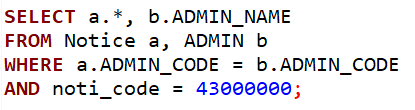 SELECT a.*, b.ADMIN_NAME
FROM Notice a, ADMIN b
WHERE a.ADMIN_CODE = b.ADMIN_CODE
AND noti_code = 43000000;